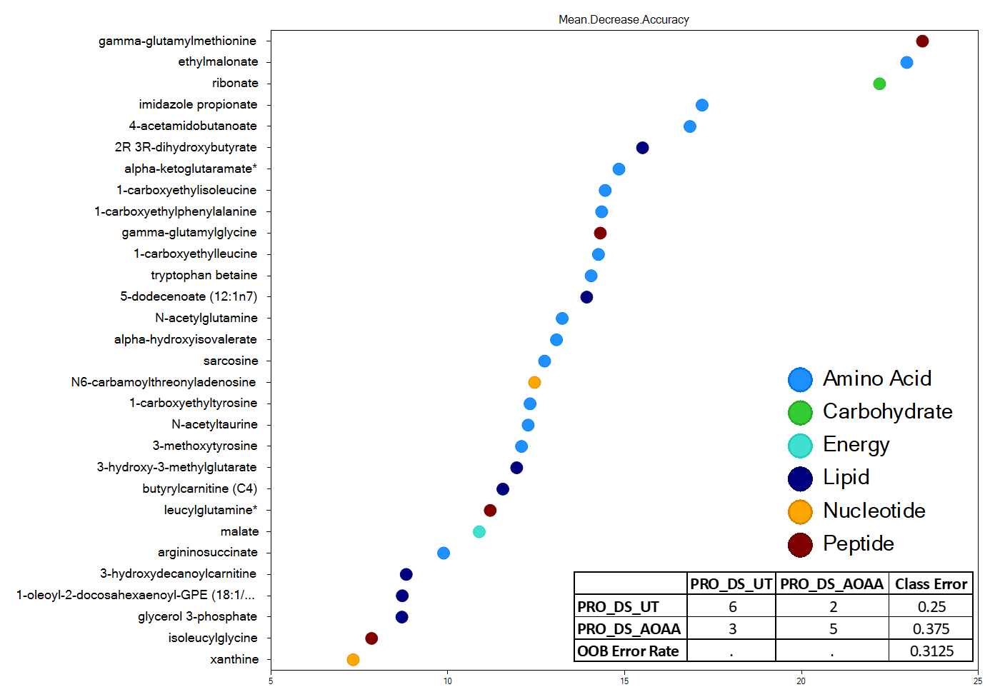 Mean.Decrease.Accuracy
gamma-glutamylmethionine
ethylmalonate
ribonate
imidazole propionate
4-acetamidobutanoate
2R 3R-dihydroxybutyrate
alpha-ketoglutaramate*
1-carboxyethylisoleucine
1-carboxyethylphenylalanine
gamma-glutamylglycine
1-carboxyethylleucine
tryptophan betaine
5-dodecenoate (12:1n7)
N-acetylglutamine
alpha-hydroxyisovalerate
sarcosine
N6-carbamoylthreonyladenosine
1-carboxyethyltyrosine
N-acetyltaurine
3-methoxytyrosine
3-hydroxy-3-methylglutarate
butyrylcarnitine (C4)
leucylglutamine*
malate
argininosuccinate
3-hydroxydecanoylcarnitine
1-oleoyl-2-docosahexaenoyl-GPE (18:1/...
glycerol 3-phosphate
isoleucylglycine
xanthine
Amino Acid
Carbohydrate
Energy
Lipid
Nucleotide
Peptide
PRO_DS_UT PRO_DS_AOAA Class Error
PRO_DS_UT 6 2 0.25
PRO_DS_AOAA 3 5 0.375
OOB Error Rate . . 0.3125
5 10 15 20 25